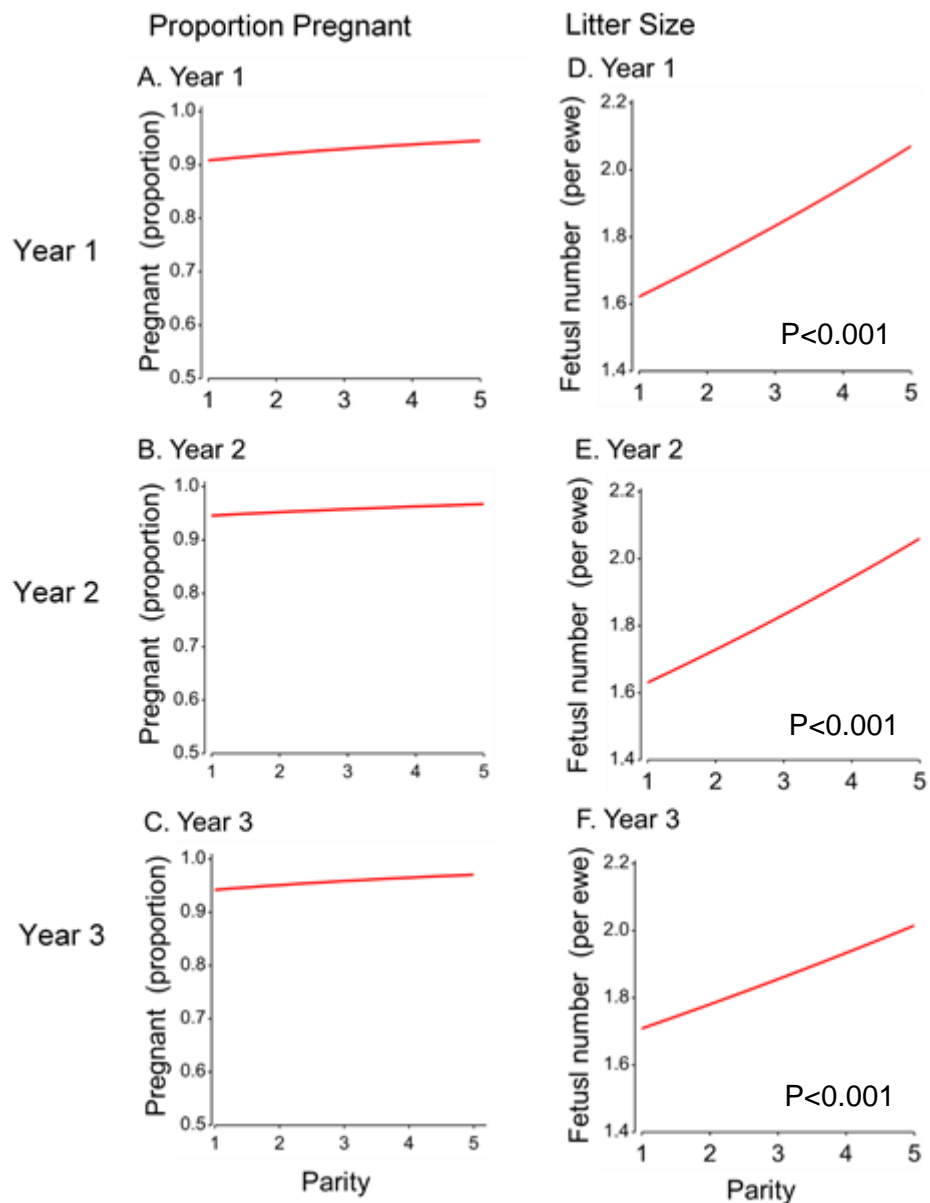 Proportion Pregnant
Litter Size
Year 1
A. Year 1
Pregnant (proportion)
1.0
0.9
0.8
0.7
0.6
0.5
1 2 3 4 5
D. Year 1
Fetusl number (per ewe)
2.2
2.0
1.8
1.6
1.4
P<0.001
1 2 3 4 5
Year 2
B. Year 2
Pregnant (proportion)
1.0
0.9
0.8
0.7
0.6
0.5
1 2 3 4 5
E. Year 2
Fetusl number (per ewe)
2.2
2.0
1.8
1.6
1.4
P<0.001
1 2 3 4 5
Year 3
C. Year 3
Pregnant (proportion)
1.0
0.9
0.8
0.7
0.6
0.5
1 2 3 4 5
Parity
F. Year 3
Fetusl number (per ewe)
2.2
2.0
1.8
1.6
1.4
P<0.001
1 2 3 4 5
Parity